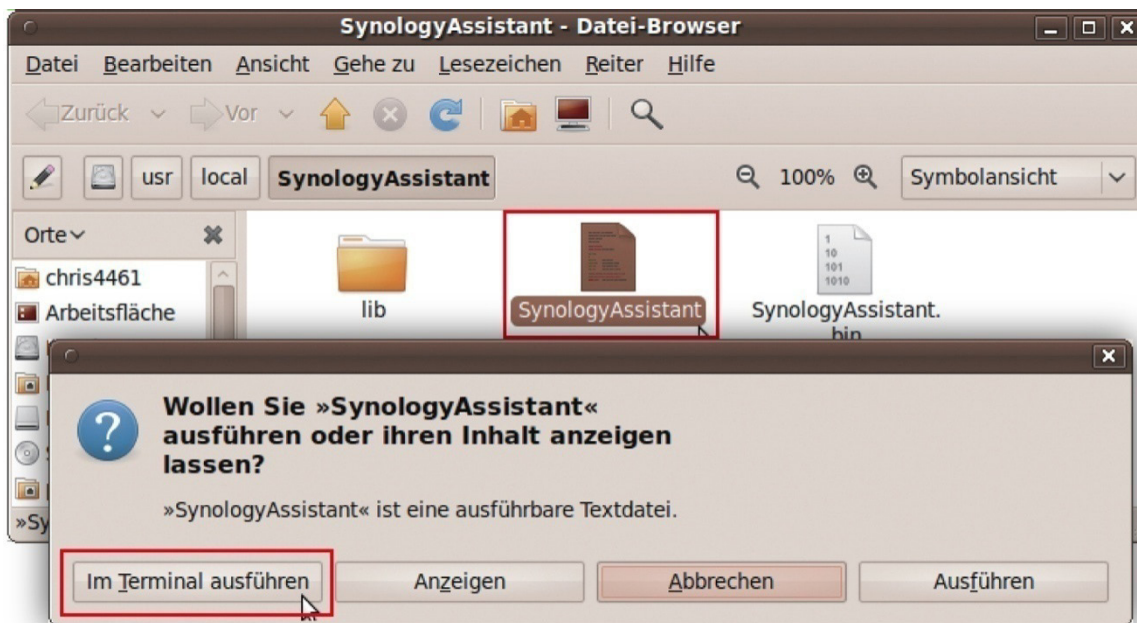 SynologyAssistant - Datei-Browser
Datei Bearbeiten Ansicht Gehe zu Lesezeichen Reiter Hilfe
Zurück Vor
usr local SynologyAssistant 100% Symbolansicht
Orte
chris4461
Arbeitsfläche
lib
SynologyAssistant
1
10
101
1010
SynologyAssistant.
bin
»Sy
Wollen Sie »SynologyAssistant«
ausführen oder ihren Inhalt anzeigen
lassen?
»SynologyAssistant« ist eine ausführbare Textdatei.
Im Terminal ausführen Anzeigen Abbrechen Ausführen